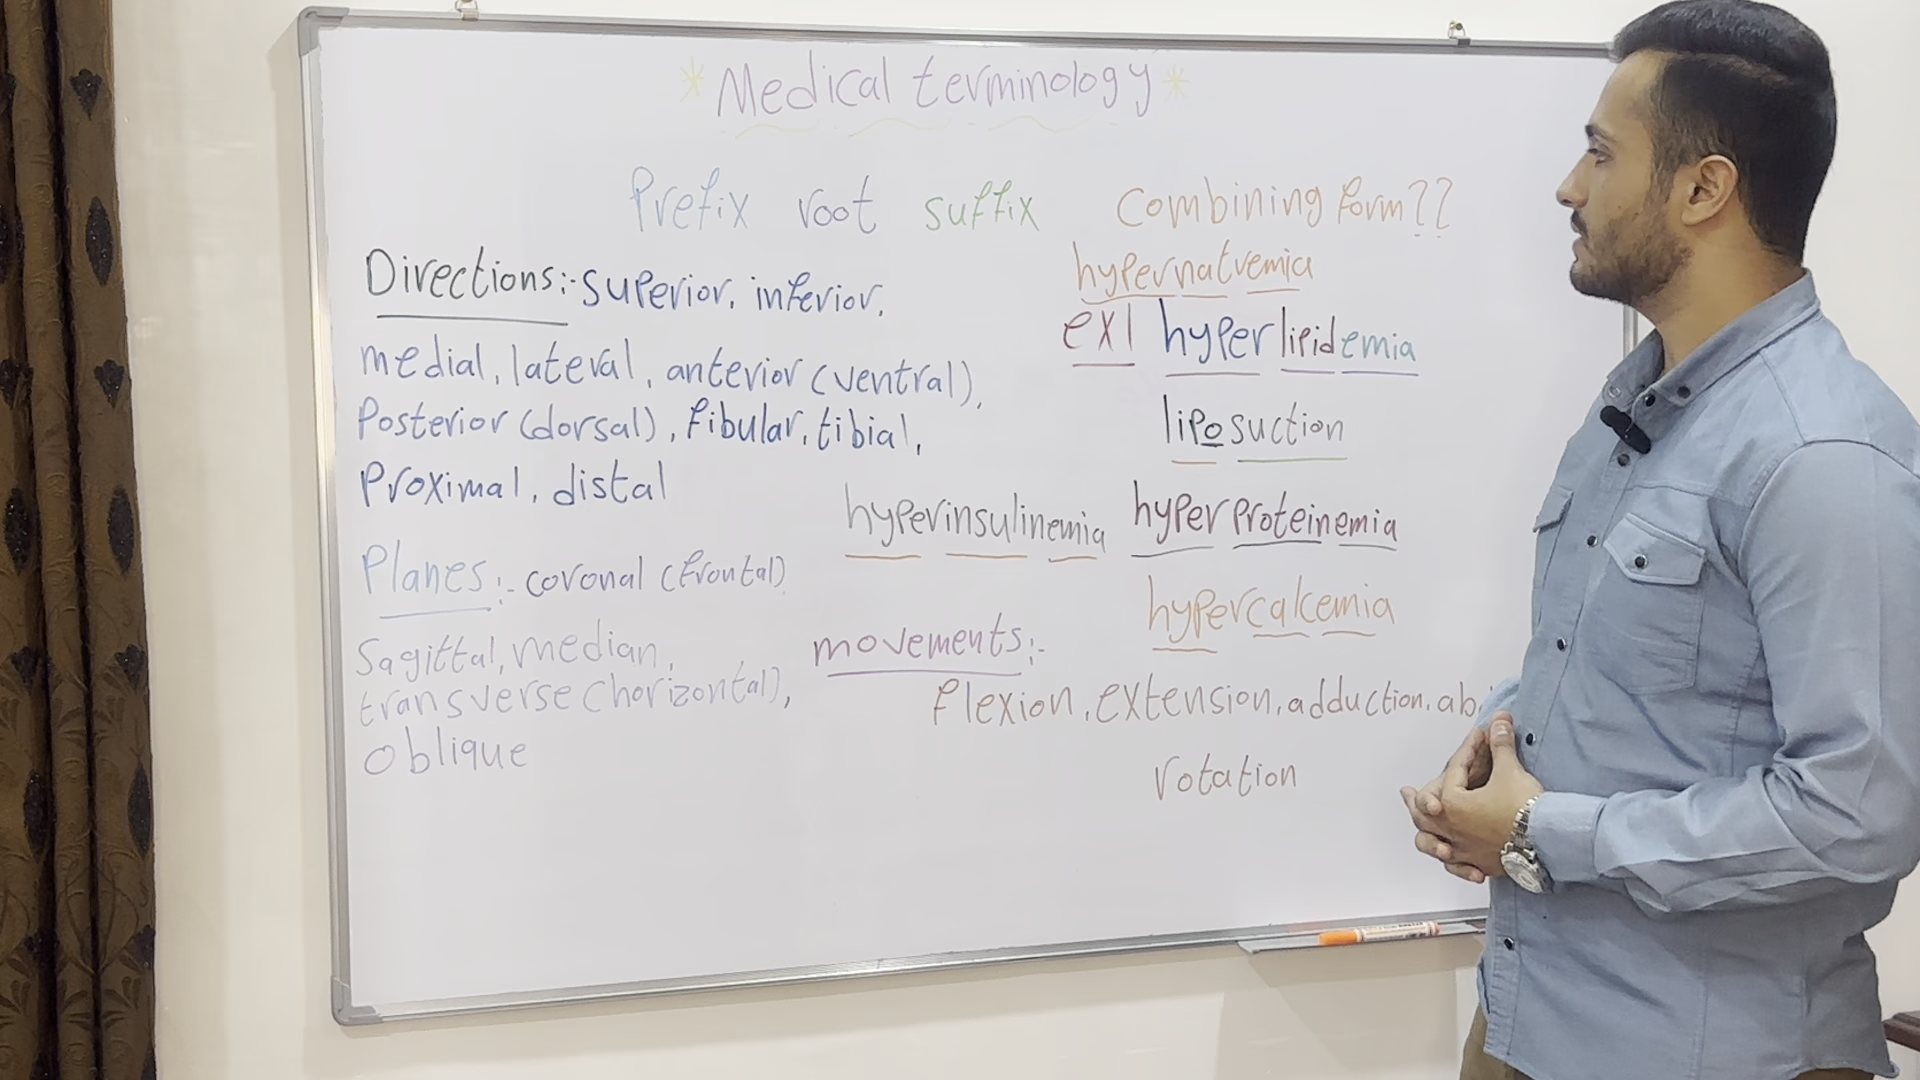 *Medical terminology*
Prefix root suffix combining form??
Directions:- superior, inferior,
medial, lateral, anterior (ventral),
Posterior (dorsal), fibular, tibial,
Proximal, distal
Planes:- coronal (frontal)
Sagittal, median,
transverse (horizontal),
oblique
hypernatremia
ex| hyperlipidemia
liposuction
hyperinsulinemia hyperproteinemia
hypercalcemia
movements:-
flexion, extension, adduction, ab
rotation